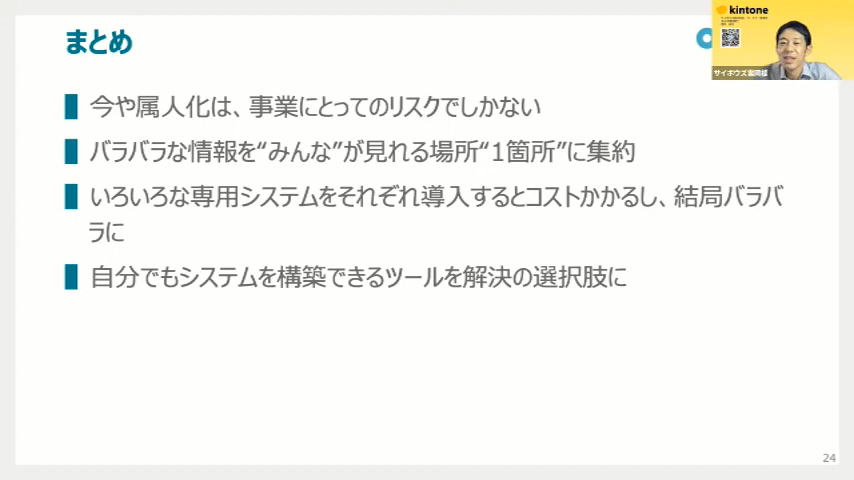 まとめ
kintone
サイボウズ
今や属人化は、事業にとってのリスクでしかない
バラバラな情報を“みんな”が見れる場所“1箇所”に集約
いろいろな専用システムをそれぞれ導入するとコストかかるし、結局バラバ
ラに
自分でもシステムを構築できるツールを解決の選択肢に
24